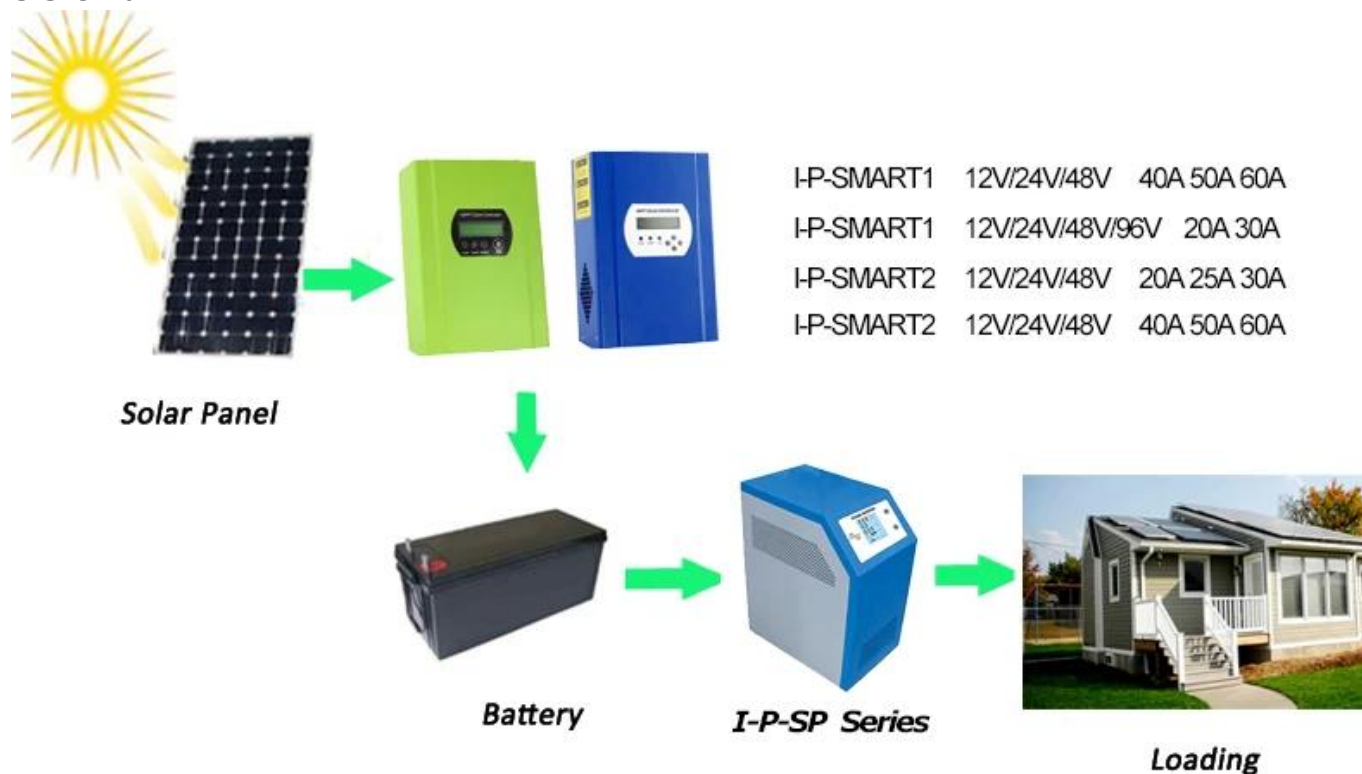 I-P-SMART1 12V/24V/48V 40A 50A 60A
I-P-SMART1 12V/24V/48V/96V 20A 30A
I-P-SMART2 12V/24V/48V 20A 25A 30A
I-P-SMART2 12V/24V/48V 40A 50A 60A
Solar Panel
Battery
I-P-SP Series
Loading